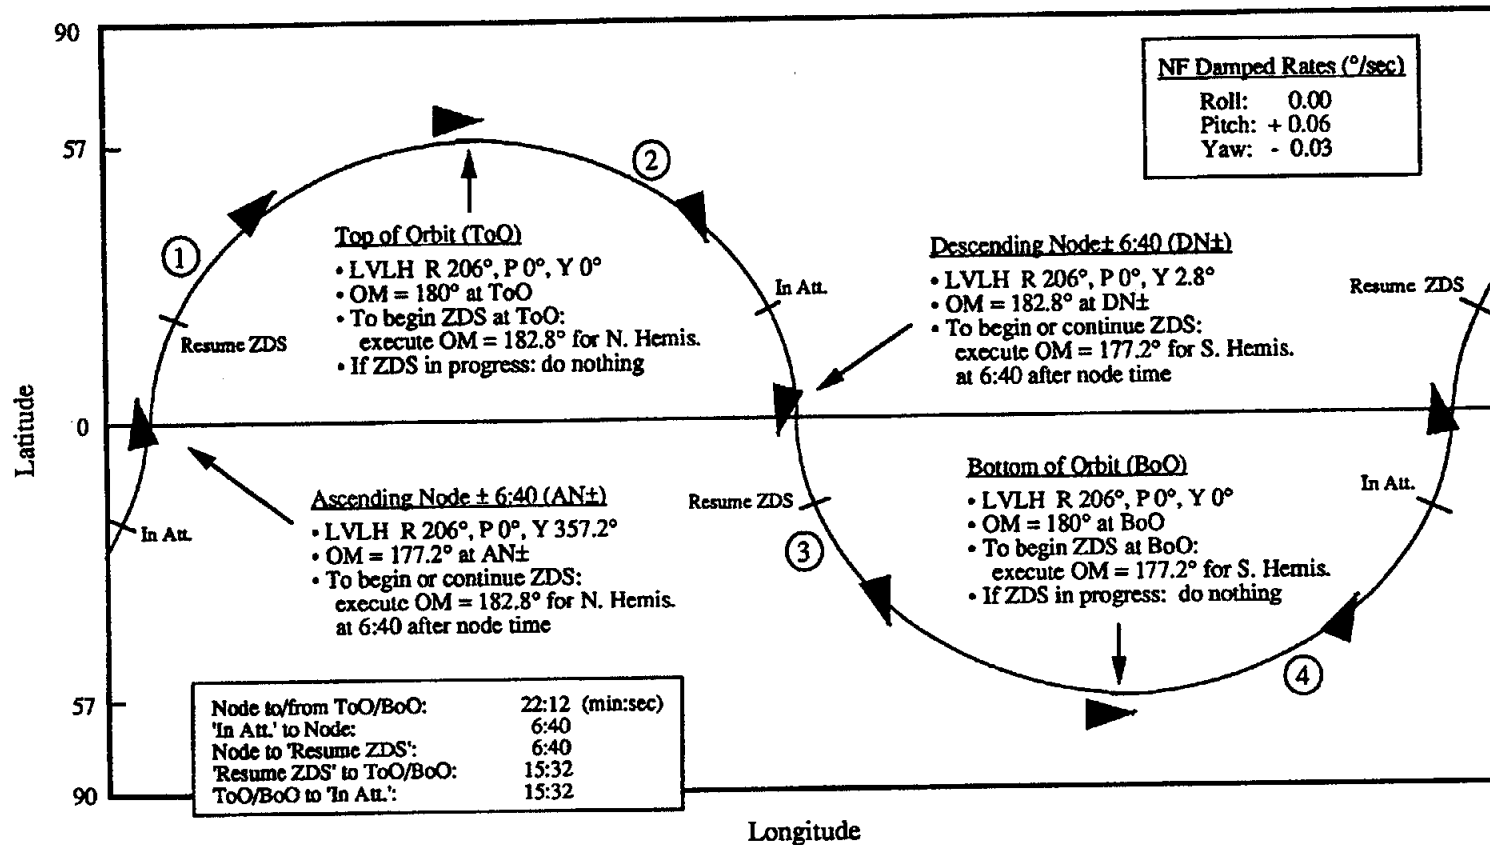 90
NF Damped Rates (°/sec)
Roll: 0.00
Pitch: + 0.06
Yaw: - 0.03
57
2
1
Top of Orbit (ToO)
• LVLH R 206°, P 0°, Y 0°
• OM = 180° at ToO
• To begin ZDS at ToO:
execute OM = 182.8° for N. Hemis.
• If ZDS in progress: do nothing
Resume ZDS
In Att.
Descending Node± 6:40 (DN±)
• LVLH R 206°, P 0°, Y 2.8°
• OM = 182.8° at DN±
• To begin or continue ZDS:
execute OM = 177.2° for S. Hemis.
at 6:40 after node time
Resume ZDS
Latitude
0
In Att.
Ascending Node ± 6:40 (AN±)
• LVLH R 206°, P 0°, Y 357.2°
• OM = 177.2° at AN±
• To begin or continue ZDS:
execute OM = 182.8° for N. Hemis.
at 6:40 after node time
Resume ZDS
3
Bottom of Orbit (BoO)
• LVLH R 206°, P 0°, Y 0°
• OM = 180° at BoO
• To begin ZDS at BoO:
execute OM = 177.2° for S. Hemis.
• If ZDS in progress: do nothing
In Att.
4
57
Node to/from ToO/BoO: 22:12 (min:sec)
'In Att.' to Node: 6:40
Node to 'Resume ZDS': 6:40
'Resume ZDS' to ToO/BoO: 15:32
ToO/BoO to 'In Att.': 15:32
90
Longitude